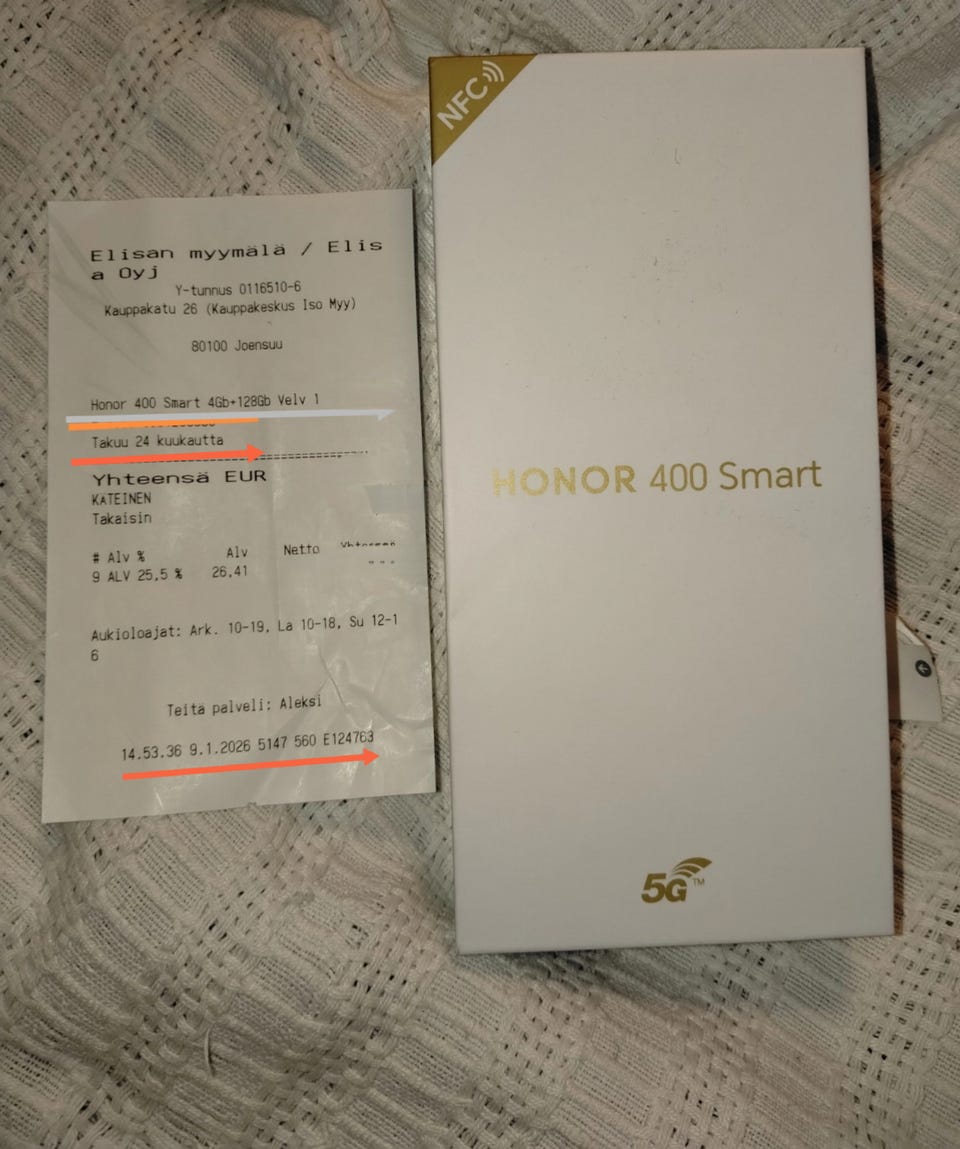 Elisan myymälä / Elis
a Oyj
Y-tunnus 0116510-6
Kauppakatu 26 (Kauppakeskus Iso Myy)
80100 Joensuu
Honor 400 Smart 4Gb+128Gb Velv 1
Takuu 24 kuukautta
Yhteensä EUR
KÄTEINEN
Takaisin
# Alv % Alv Netto
9 ALV 25,5 % 26,41
Aukioloajat: Ark. 10-19, La 10-18, Su 12-1
6
Teitä palveli: Aleksi
14.53.36 9.1.2026 5147 560 E124763
NFC
HONOR 400 Smart
5G™